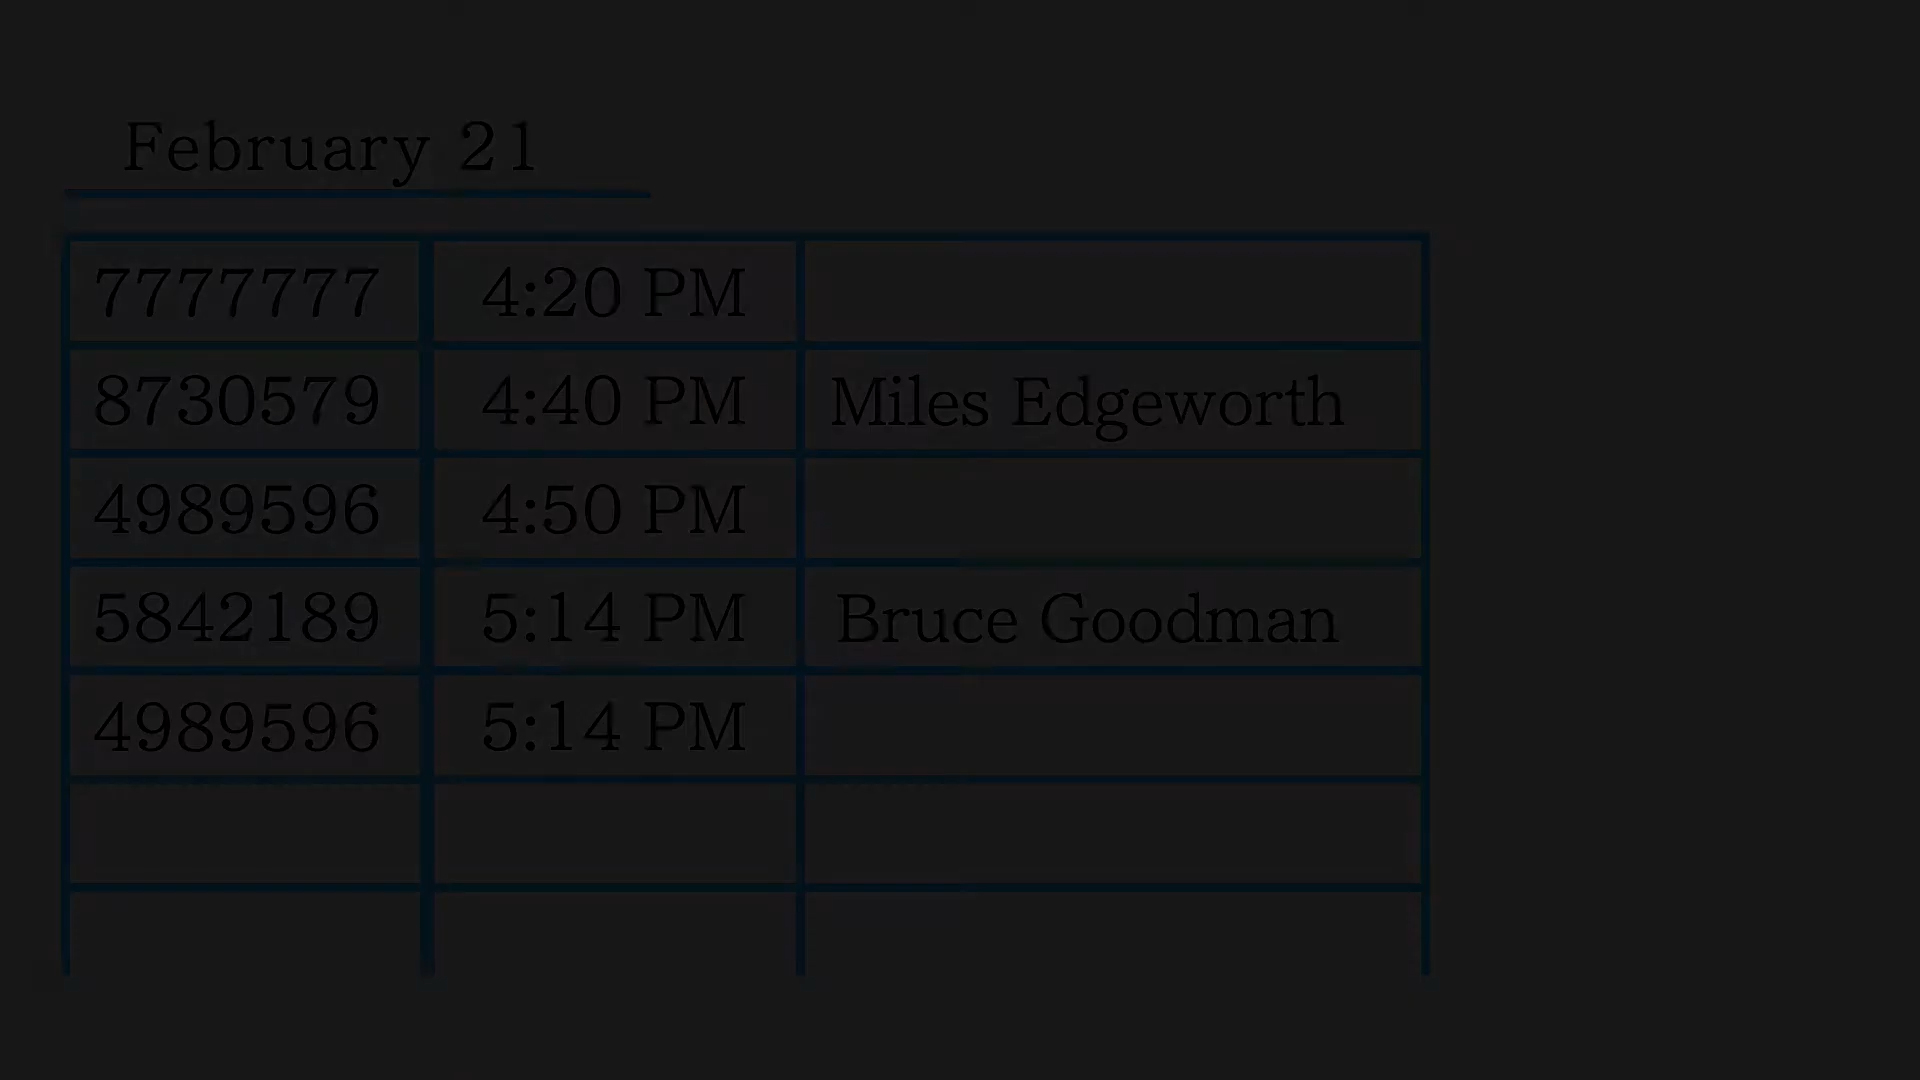 February 21
7777777 4:20 PM
8730579 4:40 PM Miles Edgeworth
4989596 4:50 PM
5842189 5:14 PM Bruce Goodman
4989596 5:14 PM